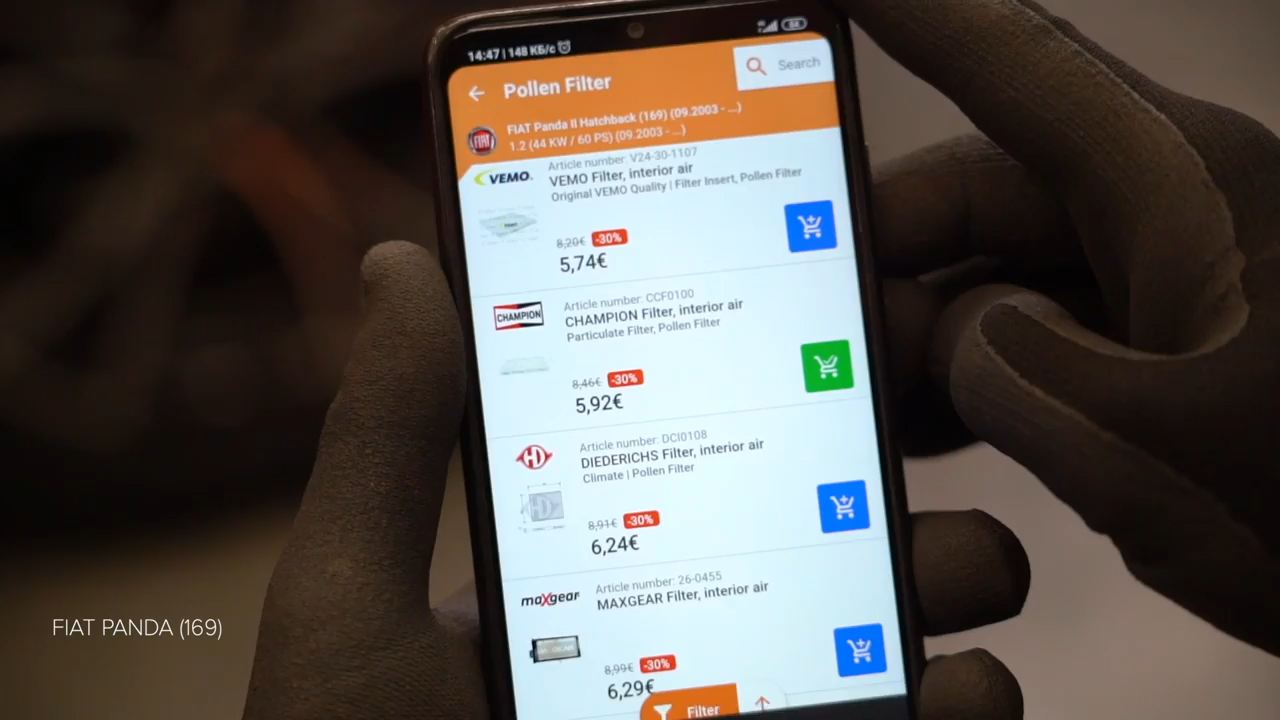 14:47 | 148 КБ/с
Pollen Filter
Search
FIAT
FIAT Panda II Hatchback (169) (09.2003 - ...)
1.2 (44 KW / 60 PS) (09.2003 - ...)
VEMO.
Article number: V24-30-1107
VEMO Filter, interior air
Original VEMO Quality | Filter Insert, Pollen Filter
8,20€ -30%
5,74€
CHAMPION
Article number: CCF0100
CHAMPION Filter, interior air
Particulate Filter, Pollen Filter
8,46€ -30%
5,92€
HD
Article number: DCI0108
DIEDERICHS Filter, interior air
Climate | Pollen Filter
8,91€ -30%
6,24€
maxgear
Article number: 26-0455
MAXGEAR Filter, interior air
8,99€ -30%
6,29€
Filter
FIAT PANDA (169)